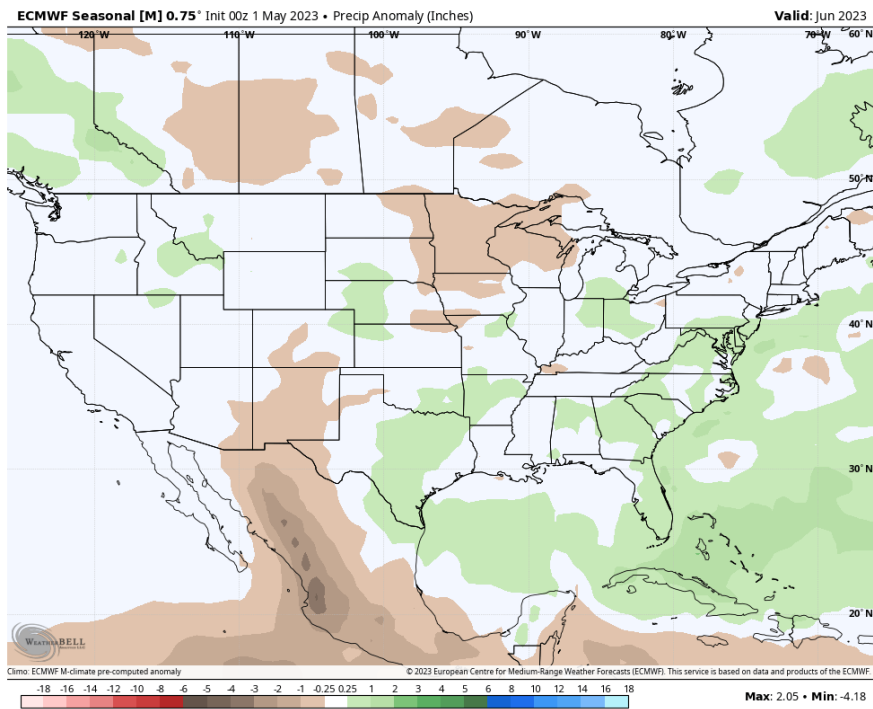 ECMWF Seasonal [M] 0.75° Init 00z 1 May 2023 • Precip Anomaly (Inches) Valid: Jun 2023
120°W 110°W 100°W 90°W 80°W 70°W 60°N
50°N
40°N
30°N
20°N
WEATHERBELL
Climo: ECMWF M-climate pre-computed anomaly © 2023 European Centre for Medium-Range Weather Forecasts (ECMWF). This service is based on data and products of the ECMWF.
-18 -16 -14 -12 -10 -8 -6 -5 -4 -3 -2 -1 -0.25 0.25 1 2 3 4 5 6 8 10 12 14 16 18
Max: 2.05 • Min: -4.18